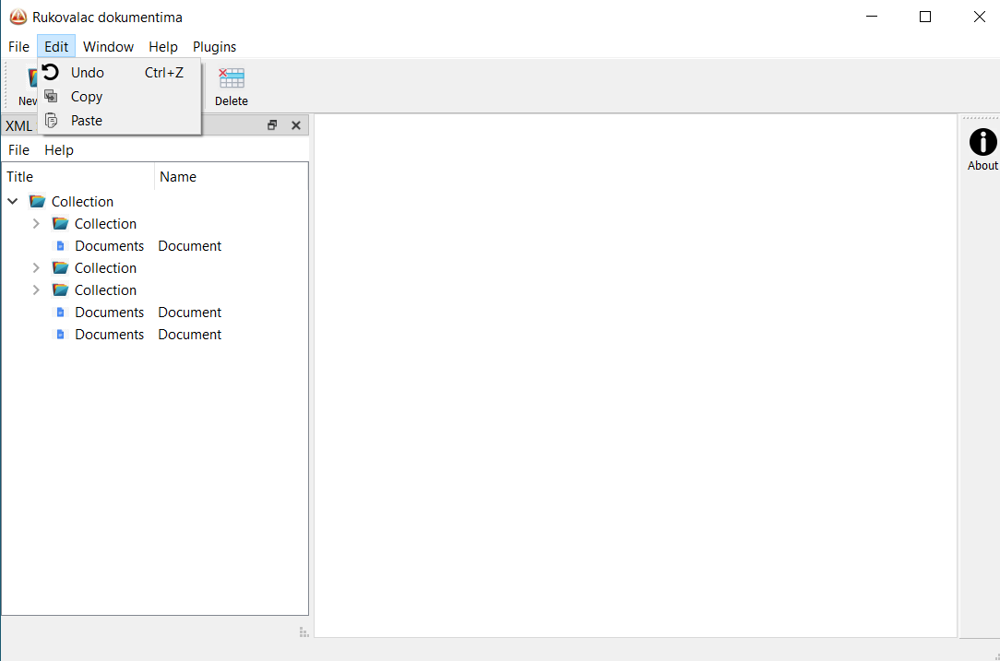 Rukovalac dokumentima
File Edit Window Help Plugins
Undo Ctrl+Z
Copy
Paste
New
Delete
XML
File Help
Title Name
Collection
Collection
Documents Document
Collection
Collection
Documents Document
Documents Document
About